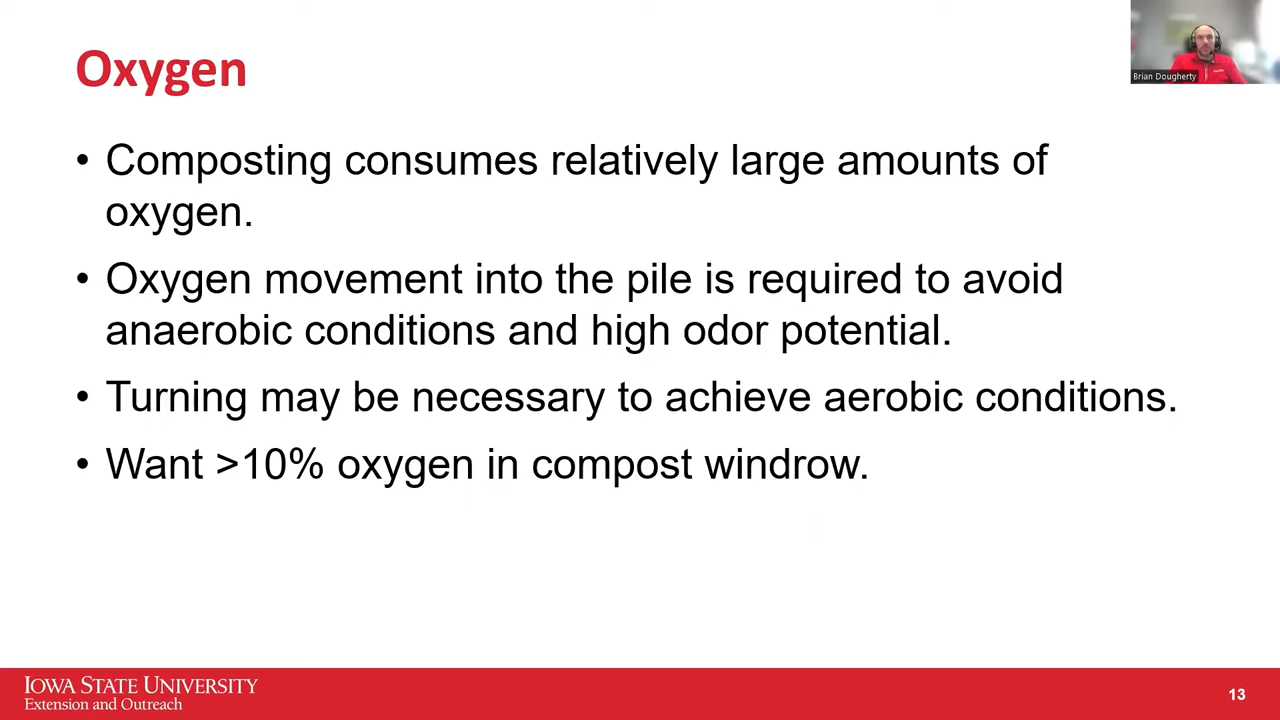 Oxygen
Brian Dougherty
• Composting consumes relatively large amounts of
oxygen.
• Oxygen movement into the pile is required to avoid
anaerobic conditions and high odor potential.
• Turning may be necessary to achieve aerobic conditions.
• Want >10% oxygen in compost windrow.
IOWA STATE UNIVERSITY
Extension and Outreach
13